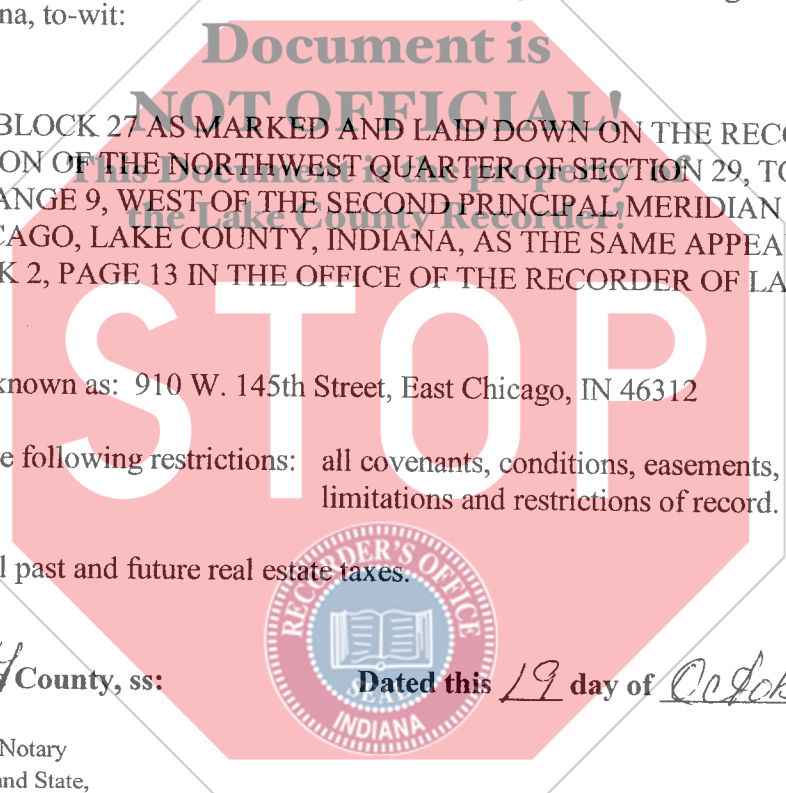 na, to-wit:
Document is
NOT OFFICIAL!
BLOCK 27 AS MARKED AND LAID DOWN ON THE RECO
ON OF THE NORTHWEST QUARTER OF SECTION 29, TO
This Document is the property of
ANGE 9, WEST OF THE SECOND PRINCIPAL MERIDIAN
the Lake County Recorder!
CAGO, LAKE COUNTY, INDIANA, AS THE SAME APPEA
K 2, PAGE 13 IN THE OFFICE OF THE RECORDER OF LA
STOP
known as: 910 W. 145th Street, East Chicago, IN 46312
e following restrictions: all covenants, conditions, easements,
limitations and restrictions of record.
l past and future real estate taxes.
RECORDER'S OFFICE
SEAL
INDIANA
County, ss: Dated this 19 day of Octob
Notary
and State,